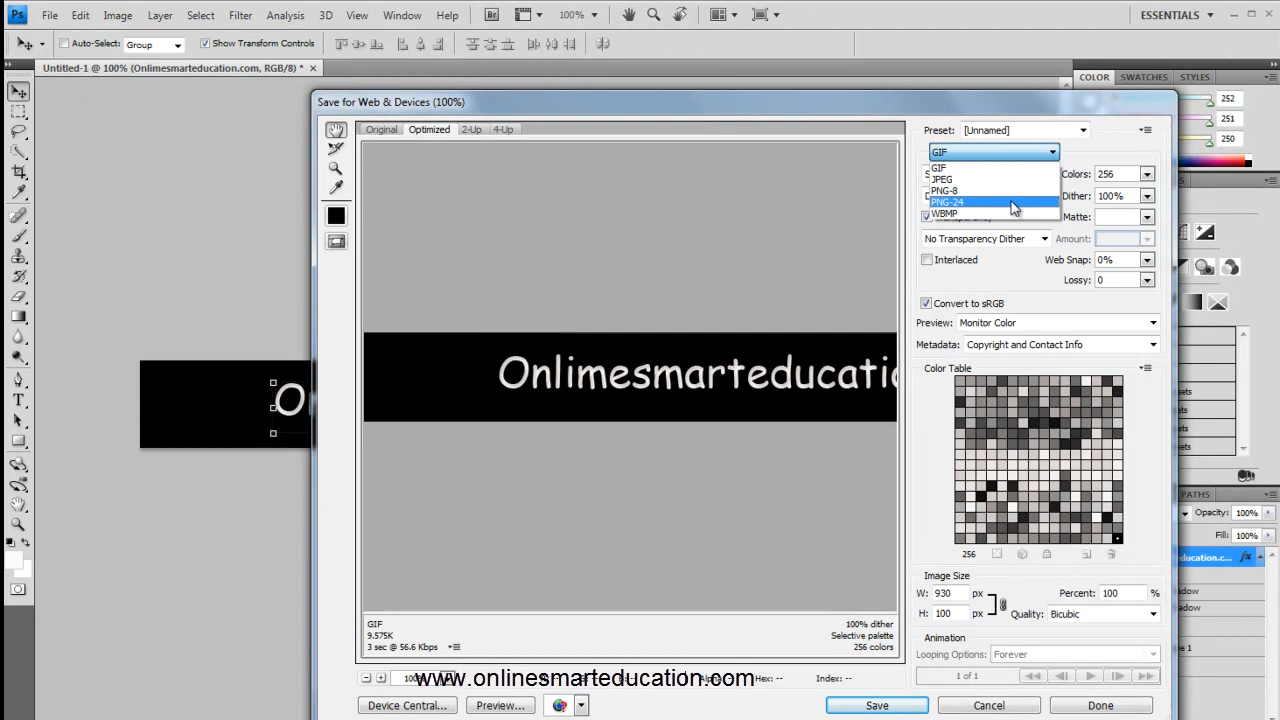 Ps File Edit Image Layer Select Filter Analysis 3D View Window Help Br 100% ESSENTIALS
Auto-Select: Group Show Transform Controls
Untitled-1 @ 100% (Onlimesmarteducation.com, RGB/8) *
COLOR SWATCHES STYLES
252
251
250
Save for Web & Devices (100%)
Original Optimized 2-Up 4-Up
Preset: [Unnamed]
GIF
GIF
JPEG
PNG-8
PNG-24
WBMP
Colors: 256
Dither: 100%
Matte:
No Transparency Dither Amount:
Interlaced Web Snap: 0%
Lossy: 0
Convert to sRGB
Preview: Monitor Color
Metadata: Copyright and Contact Info
Color Table
256
Onlimesmarteducatio
Image Size
W: 930 px Percent: 100 %
H: 100 px Quality: Bicubic
Animation
Looping Options: Forever
1 of 1
GIF 100% dither
9.575K Selective palette
3 sec @ 56.6 Kbps 256 colors
Hex: -- Index: --
www.onlinesmarteducation.com
Device Central... Preview... Save Cancel Done
PATHS
Opacity: 100%
Fill: 100%
education.c... fx